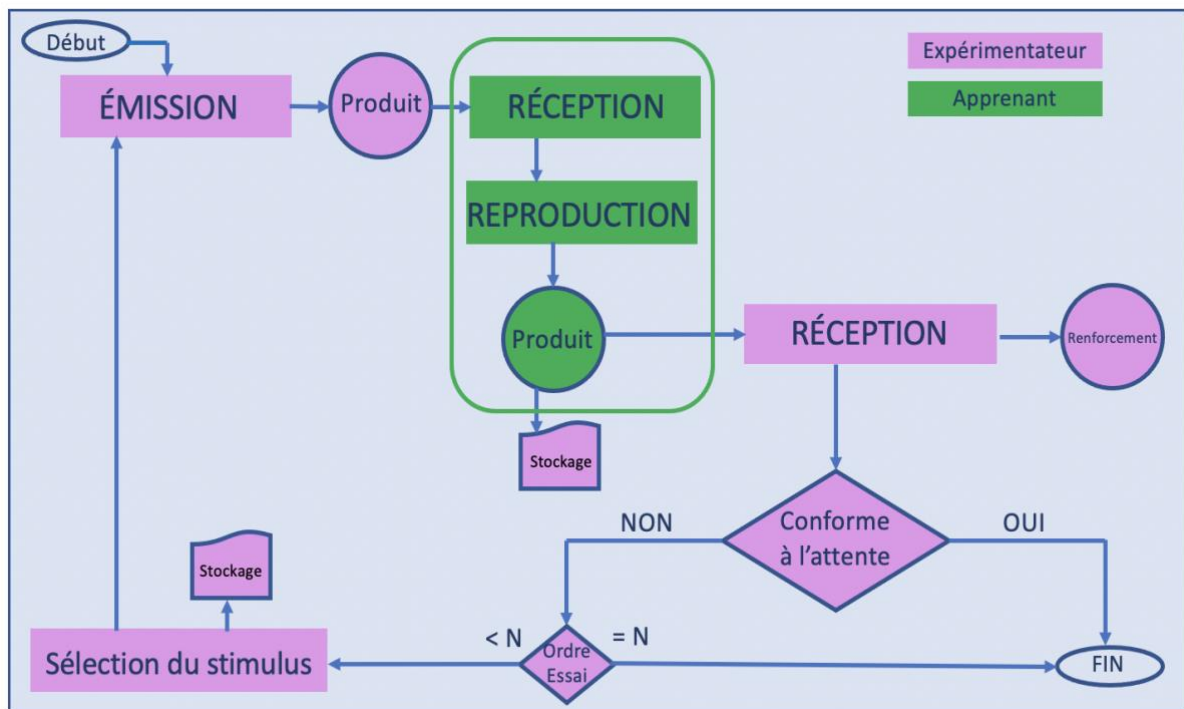 Début
Expérimentateur
Apprenant
ÉMISSION
Produit
RÉCEPTION
REPRODUCTION
Produit
RÉCEPTION
Renforcement
Stockage
NON
Conforme
à l'attente
OUI
Stockage
Sélection du stimulus
< N
Ordre
Essai
= N
FIN